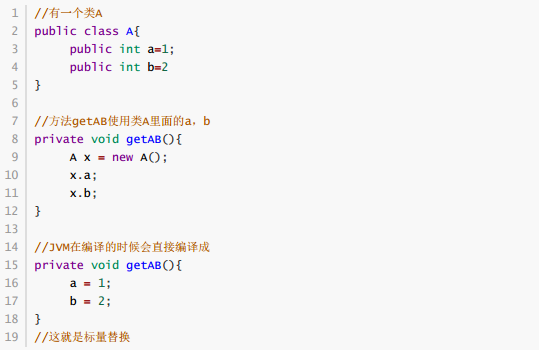 1 //有一个类A
2 public class A{
3 public int a=1;
4 public int b=2
5 }
6
7 //方法getAB使用类A里面的a，b
8 private void getAB(){
9 A x = new A();
10 x.a;
11 x.b;
12 }
13
14 //JVM在编译的时候会直接编译成
15 private void getAB(){
16 a = 1;
17 b = 2;
18 }
19 //这就是标量替换